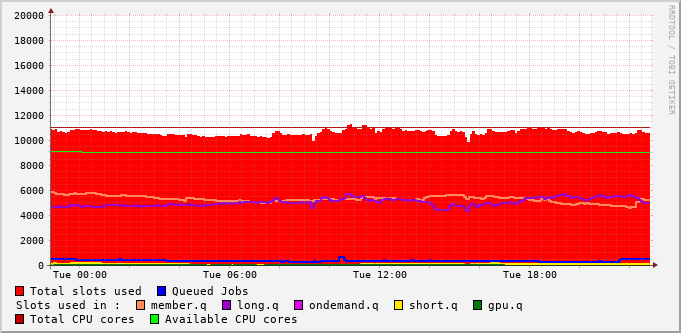 RRDTOOL / TOBI OETIKER
20000
18000
16000
14000
12000
10000
8000
6000
4000
2000
0
Tue 00:00 Tue 06:00 Tue 12:00 Tue 18:00
Total slots used Queued Jobs
Slots used in : member.q long.q ondemand.q short.q gpu.q
Total CPU cores Available CPU cores